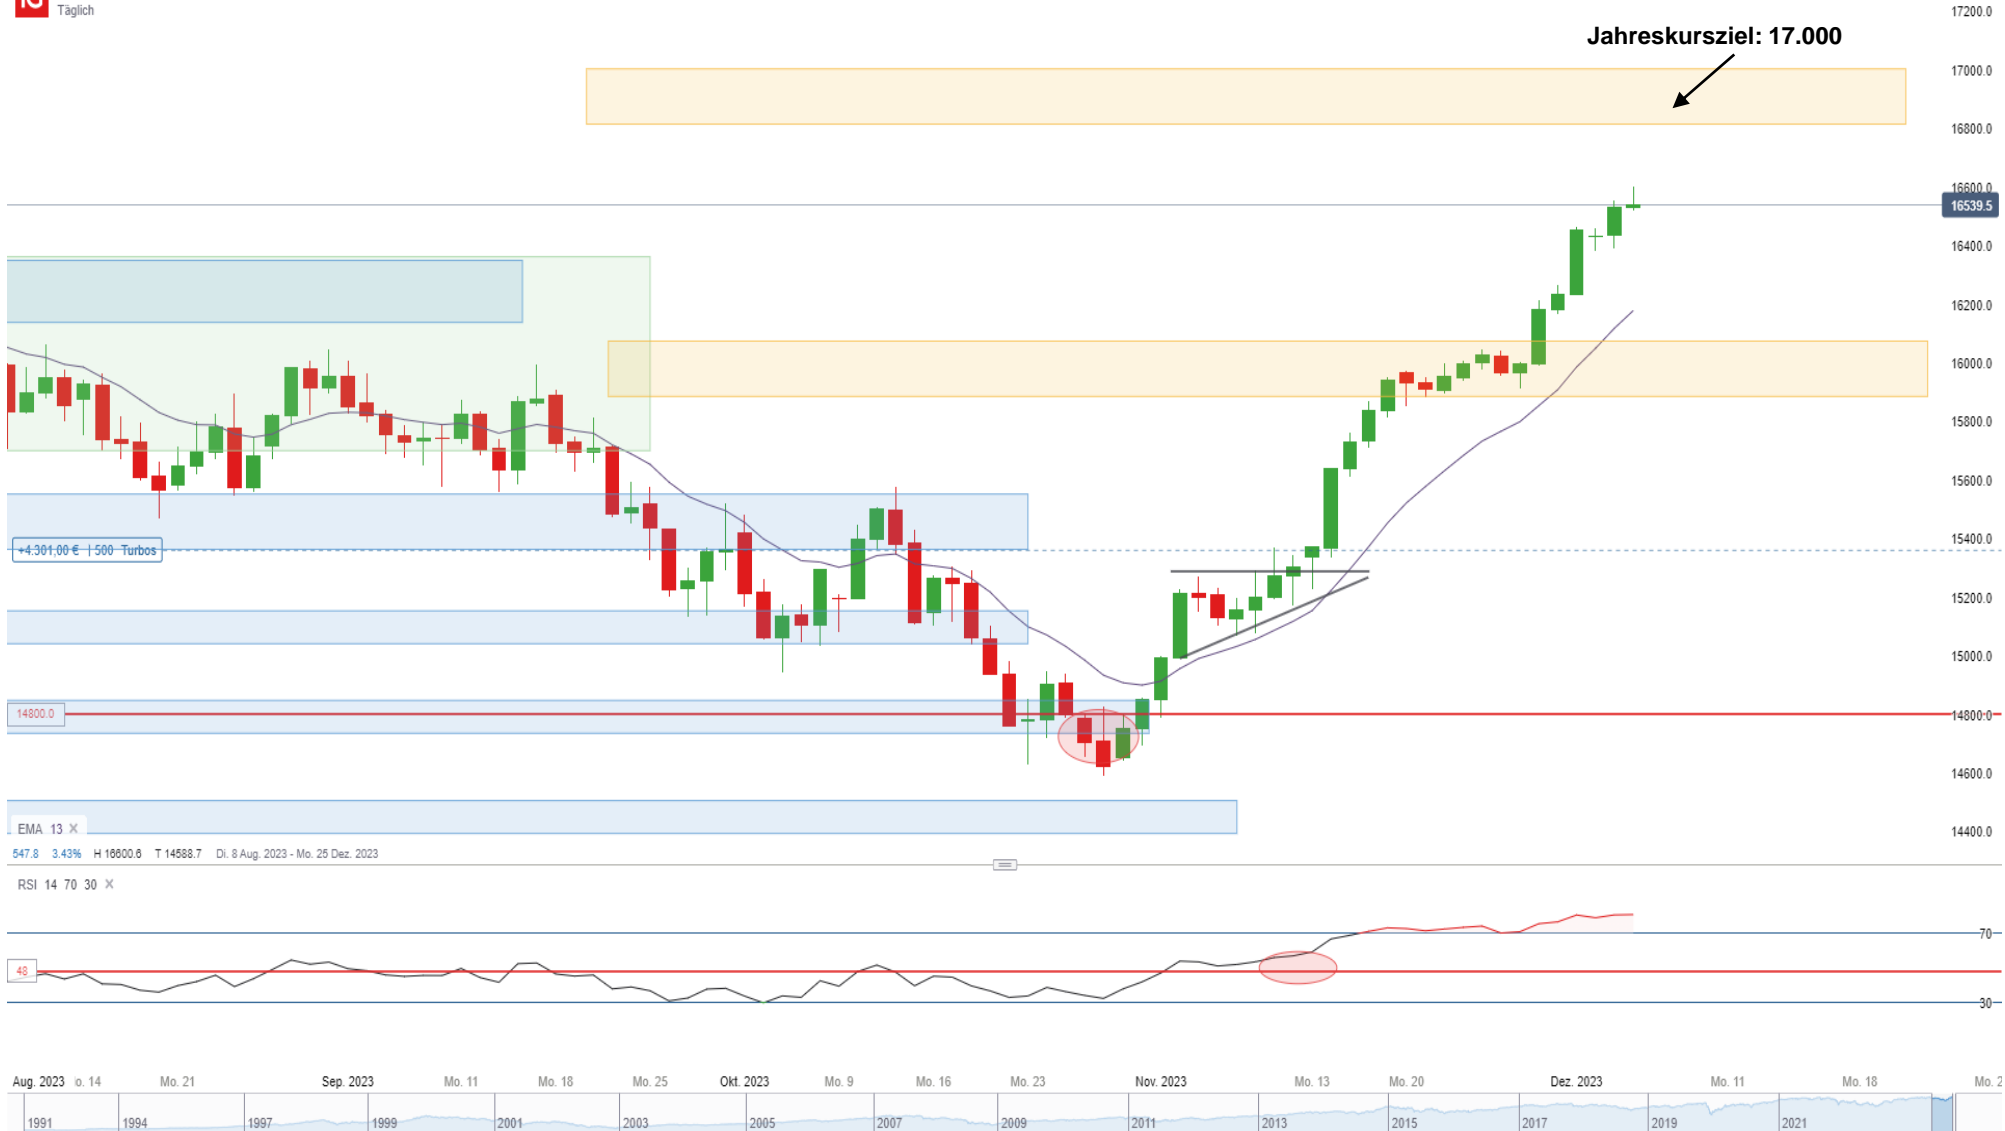 Täglich
17200.0
Jahreskursziel: 17.000
17000.0
16800.0
16600.0
16539.5
16400.0
16200.0
16000.0
15800.0
15600.0
15400.0
+4.301,00 € | 500 Turbos
15200.0
15000.0
14800.0
14800.0
14600.0
14400.0
EMA 13 X
547.8 3.43% H 16600.6 T 14588.7 Di. 8 Aug. 2023 - Mo. 25 Dez. 2023
RSI 14 70 30 X
70
48
30
Aug. 2023 o. 14 Mo. 21 Sep. 2023 Mo. 11 Mo. 18 Mo. 25 Okt. 2023 Mo. 9 Mo. 16 Mo. 23 Nov. 2023 Mo. 13 Mo. 20 Dez. 2023 Mo. 11 Mo. 18 Mo. 2
1991 1994 1997 1999 2001 2003 2005 2007 2009 2011 2013 2015 2017 2019 2021